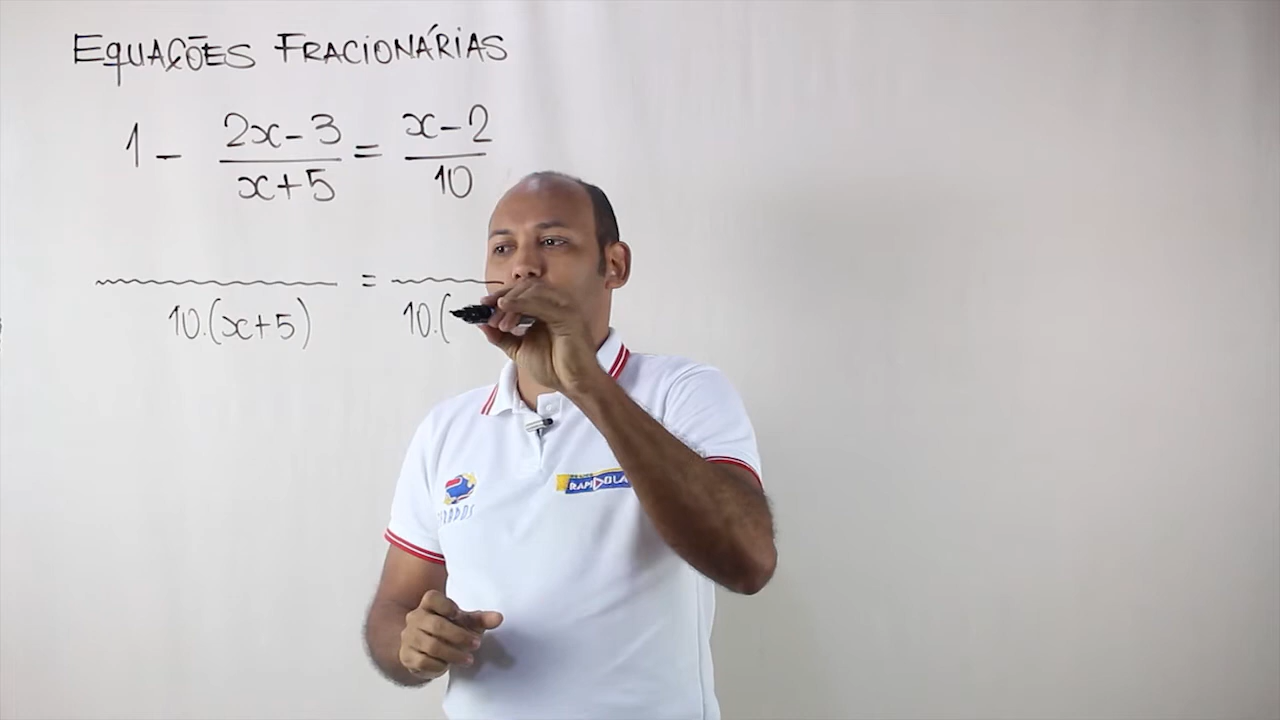 EQUAÇÕES FRACIONÁRIAS
1 - 2x-3 = x-2
x+5 10
=
10.(x+5) 10.(